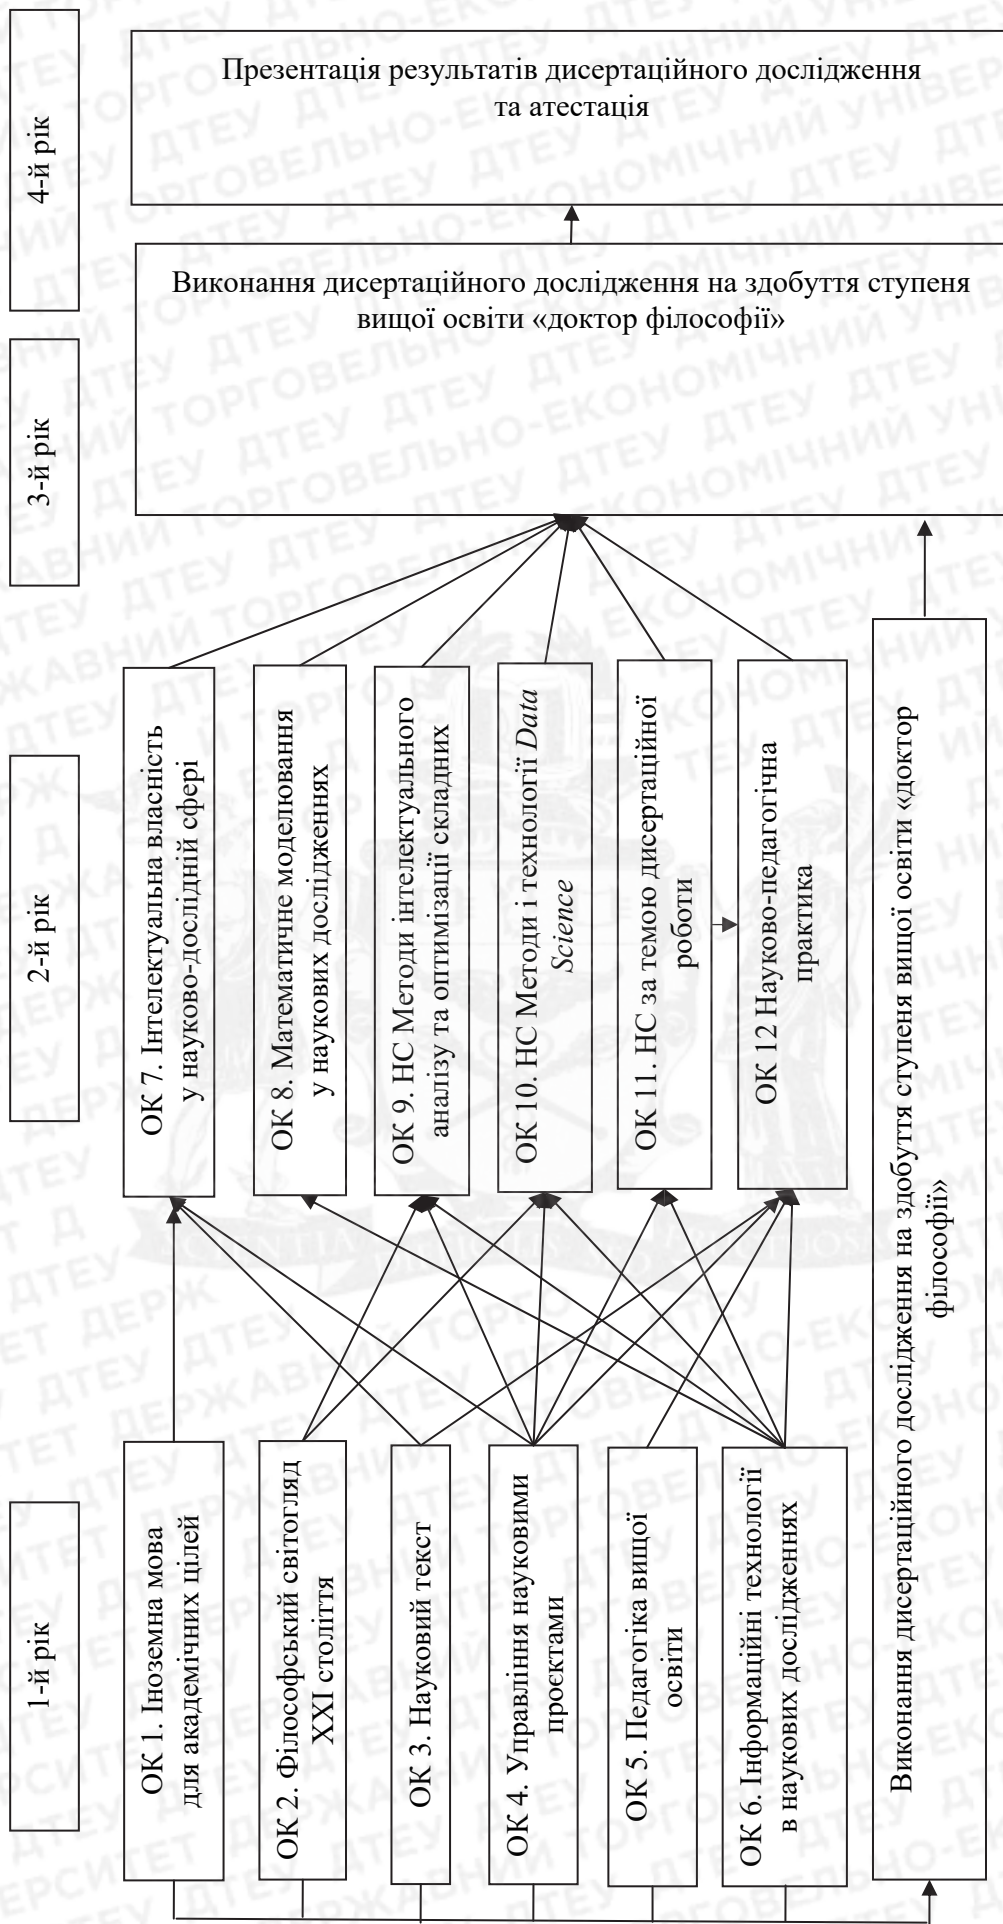 1-й рік
2-й рік
3-й рік
4-й рік
ОК 1. Іноземна мова
для академічних цілей
ОК 2. Філософський світогляд
ХХІ століття
ОК 3. Науковий текст
ОК 4. Управління науковими
проєктами
ОК 5. Педагогіка вищої
освіти
ОК 6. Інформаційні технології
в наукових дослідженнях
ОК 7. Інтелектуальна власність
у науково-дослідній сфері
ОК 8. Математичне моделювання
у наукових дослідженнях
ОК 9. НС Методи інтелектуального
аналізу та оптимізації складних
ОК 10. НС Методи і технології Data
Science
ОК 11. НС за темою дисертаційної
роботи
ОК 12 Науково-педагогічна
практика
Виконання дисертаційного дослідження на здобуття ступеня вищої освіти «доктор
філософії»
Виконання дисертаційного дослідження на здобуття ступеня
вищої освіти «доктор філософії»
Презентація результатів дисертаційного дослідження
та атестація